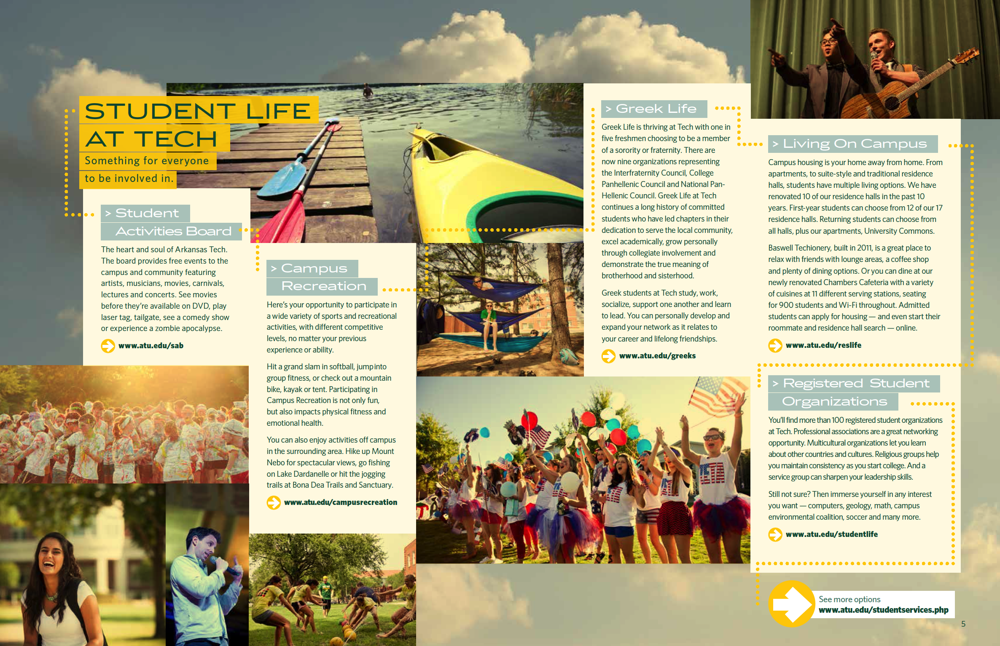 STUDENT LIFE
AT TECH
Something for everyone
to be involved in.
> Student
Activities Board
The heart and soul of Arkansas Tech.
The board provides free events to the
campus and community featuring
artists, musicians, movies, carnivals,
lectures and concerts. See movies
before they're available on DVD, play
laser tag, tailgate, see a comedy show
or experience a zombie apocalypse.
www.atu.edu/sab
> Campus
Recreation
Here's your opportunity to participate in
a wide variety of sports and recreational
activities, with different competitive
levels, no matter your previous
experience or ability.
Hit a grand slam in softball, jump into
group fitness, or check out a mountain
bike, kayak or tent. Participating in
Campus Recreation is not only fun,
but also impacts physical fitness and
emotional health.
You can also enjoy activities off campus
in the surrounding area. Hike up Mount
Nebo for spectacular views, go fishing
on Lake Dardanelle or hit the jogging
trails at Bona Dea Trails and Sanctuary.
www.atu.edu/campusrecreation
> Greek Life
Greek Life is thriving at Tech with one in
five freshmen choosing to be a member
of a sorority or fraternity. There are
now nine organizations representing
the Interfraternity Council, College
Panhellenic Council and National Pan-
Hellenic Council. Greek Life at Tech
continues a long history of committed
students who have led chapters in their
dedication to serve the local community,
excel academically, grow personally
through collegiate involvement and
demonstrate the true meaning of
brotherhood and sisterhood.
Greek students at Tech study, work,
socialize, support one another and learn
to lead. You can personally develop and
expand your network as it relates to
your career and lifelong friendships.
www.atu.edu/greeks
> Living On Campus
Campus housing is your home away from home. From
apartments, to suite-style and traditional residence
halls, students have multiple living options. We have
renovated 10 of our residence halls in the past 10
years. First-year students can choose from 12 of our 17
residence halls. Returning students can choose from
all halls, plus our apartments, University Commons.
Baswell Techionery, built in 2011, is a great place to
relax with friends with lounge areas, a coffee shop
and plenty of dining options. Or you can dine at our
newly renovated Chambers Cafeteria with a variety
of cuisines at 11 different serving stations, seating
for 900 students and Wi-Fi throughout. Admitted
students can apply for housing — and even start their
roommate and residence hall search — online.
www.atu.edu/reslife
> Registered Student
Organizations
You'll find more than 100 registered student organizations
at Tech. Professional associations are a great networking
opportunity. Multicultural organizations let you learn
about other countries and cultures. Religious groups help
you maintain consistency as you start college. And a
service group can sharpen your leadership skills.
Still not sure? Then immerse yourself in any interest
you want — computers, geology, math, campus
environmental coalition, soccer and many more.
www.atu.edu/studentlife
See more options
www.atu.edu/studentservices.php
5
ZETA